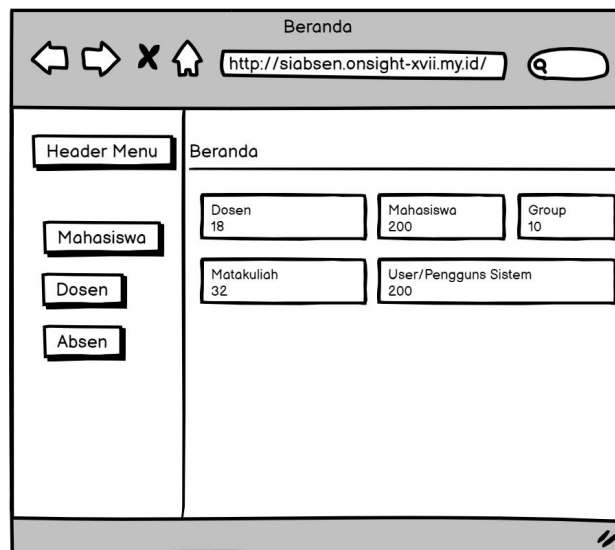 Beranda
http://siabsen.onsight-xvii.my.id/
Header Menu
Beranda
Mahasiswa
Dosen
Absen
Dosen
18
Mahasiswa
200
Group
10
Matakuliah
32
User/Pengguns Sistem
200